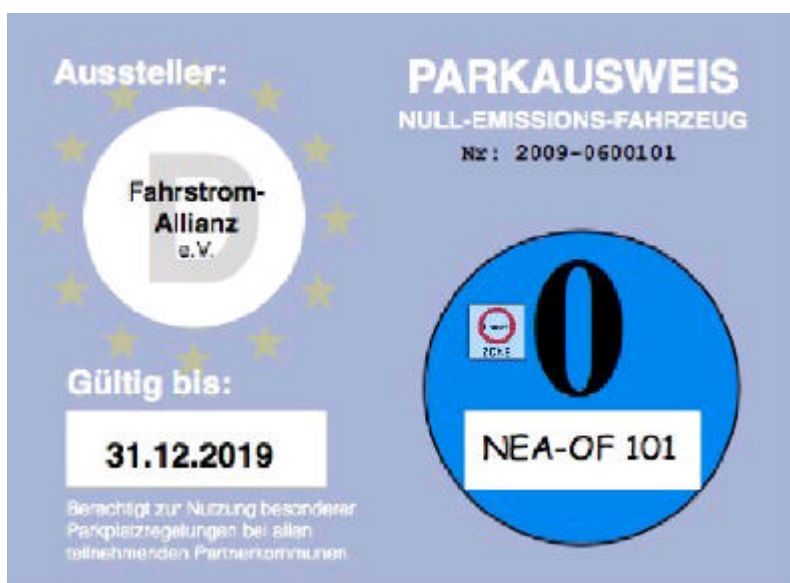 Aussteller:
Fahrstrom-
Allianz
e.V.
D
Gültig bis:
31.12.2019
Berechtigt zur Nutzung besonderer
Parkplatzregelungen bei allen
teilnehmenden Partnerkommunen
PARKAUSWEIS
NULL-EMISSIONS-FAHRZEUG
Nr: 2009-0600101
0
ZONE
NEA-OF 101